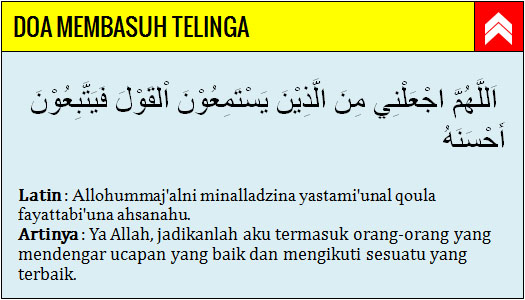 DOA MEMBASUH TELINGA
اَللَّهُمَّ اجْعَلْنِي مِنَ الَّذِيْنَ يَسْتَمِعُوْنَ اْلقَوْلَ فَيَتَّبِعُوْنَ
أَحْسَنَهُ
Latin : Allohummaj'alni minalladzina yastami'unal qoula
fayattabi'una ahsanahu.
Artinya : Ya Allah, jadikanlah aku termasuk orang-orang yang
mendengar ucapan yang baik dan mengikuti sesuatu yang
terbaik.